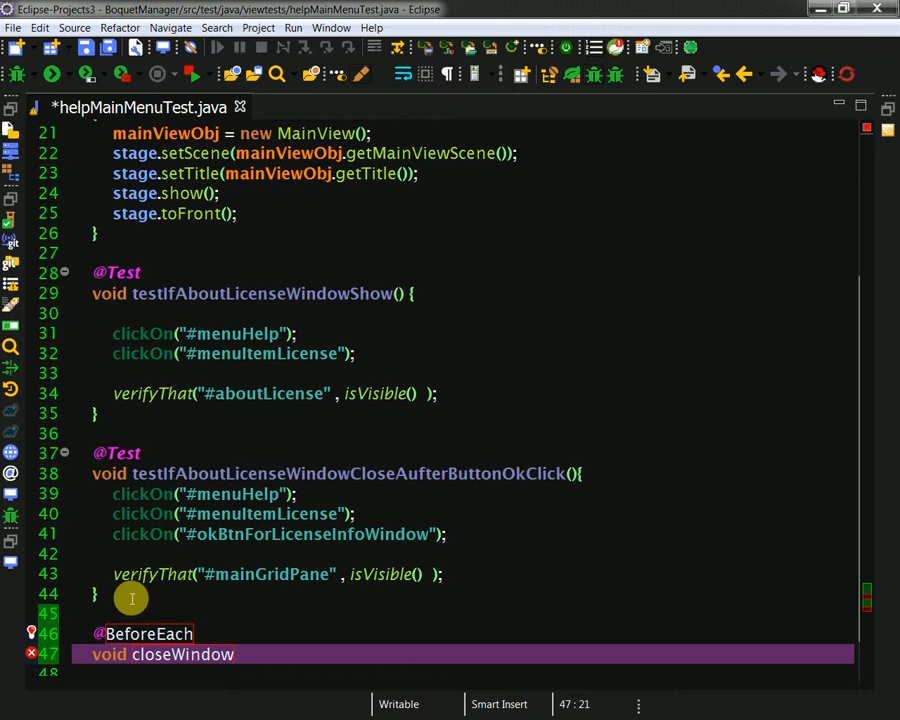 Eclipse-Projects3 - BoquetManager/src/test/java/viewtests/helpMainMenuTest.java - Eclipse
File Edit Source Refactor Navigate Search Project Run Window Help
*helpMainMenuTest.java
21 mainViewObj = new MainView();
22 stage.setScene(mainViewObj.getMainViewScene());
23 stage.setTitle(mainViewObj.getTitle());
24 stage.show();
25 stage.toFront();
26 }
27
28 @Test
29 void testIfAboutLicenseWindowShow() {
30
31 clickOn("#menuHelp");
32 clickOn("#menuItemLicense");
33
34 verifyThat("#aboutLicense" , isVisible() );
35 }
36
37 @Test
38 void testIfAboutLicenseWindowCloseAufterButtonOkClick(){
39 clickOn("#menuHelp");
40 clickOn("#menuItemLicense");
41 clickOn("#okBtnForLicenseInfoWindow");
42
43 verifyThat("#mainGridPane" , isVisible() );
44 }
45
46 @BeforeEach
47 void closeWindow
48
Writable Smart Insert 47 : 21